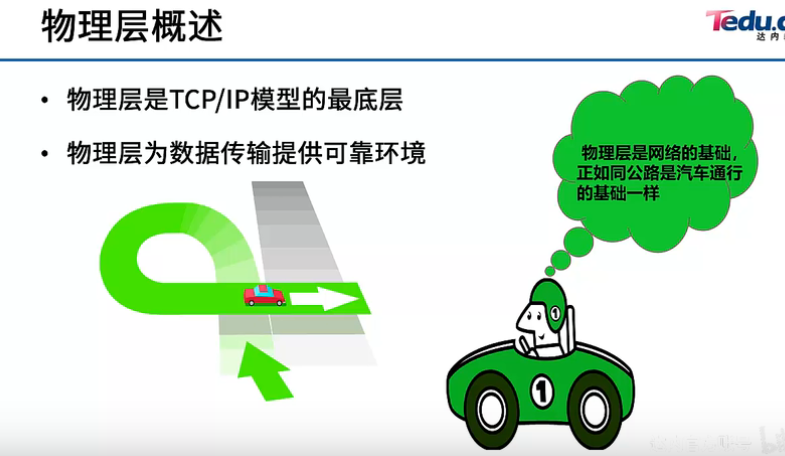 物理层概述
Tedu.c
达内
• 物理层是TCP/IP模型的最底层
• 物理层为数据传输提供可靠环境
物理层是网络的基础，
正如同公路是汽车通行
的基础一样
1
1